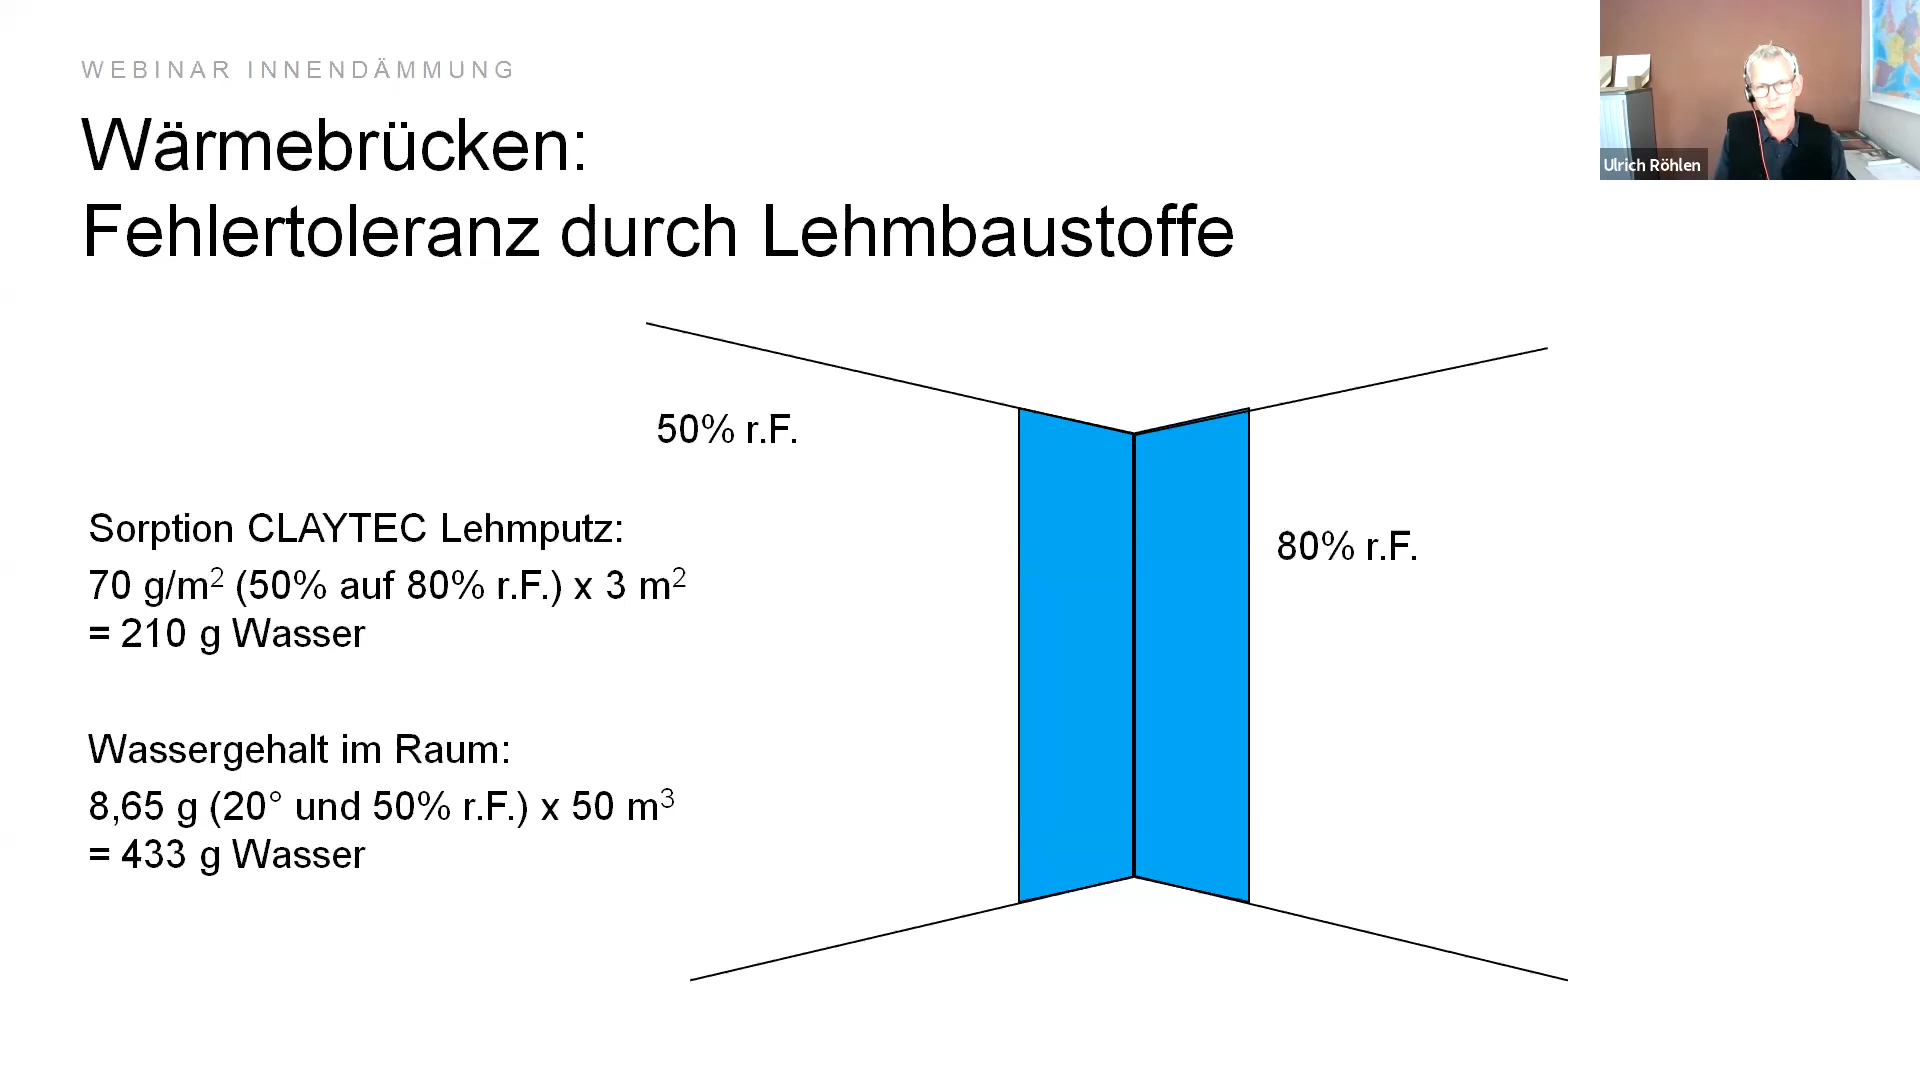 WEBINAR INNENDÄMMUNG
Wärmebrücken:
Fehlertoleranz durch Lehmbaustoffe
Ulrich Röhlen
50% r.F.
80% r.F.
Sorption CLAYTEC Lehmputz:
70 g/m² (50% auf 80% r.F.) x 3 m²
= 210 g Wasser
Wassergehalt im Raum:
8,65 g (20° und 50% r.F.) x 50 m³
= 433 g Wasser